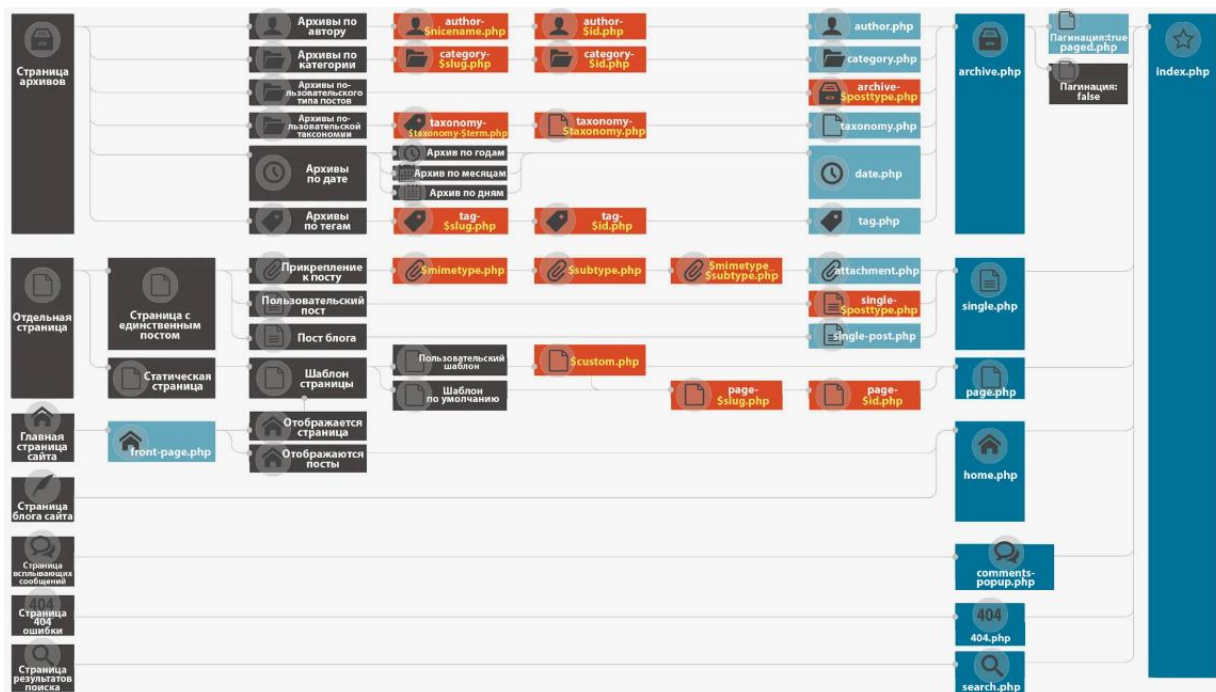 Страница
архивов
Архивы по
автору
author-
$nicename.php
author-
$id.php
author.php
Архивы по
категории
category-
$slug.php
category-
$id.php
category.php
Архивы по-
льзовательского
типа постов
archive-
$posttype.php
Архивы по-
льзовательской
таксономии
taxonomy-
$taxonomy-$term.php
taxonomy-
$taxonomy.php
taxonomy.php
Архивы
по дате
Архив по годам
Архив по месяцам
Архив по дням
date.php
Архивы
по тегам
tag-
$slug.php
tag-
$id.php
tag.php
archive.php
Пагинация:true
paged.php
Пагинация:
false
index.php
Отдельная
страница
Страница с
единственным
постом
Прикрепление
к посту
$mimetype.php
$subtype.php
$mimetype_
$subtype.php
attachment.php
Пользовательский
пост
single-
$posttype.php
Пост блога
single-post.php
single.php
Статическая
страница
Шаблон
страницы
Пользовательский
шаблон
$custom.php
Шаблон
по умолчанию
page-
$slug.php
page-
$id.php
page.php
Главная
страница
сайта
front-page.php
Отображается
страница
Отображаются
посты
home.php
Страница
блога сайта
Страница
всплывающих
сообщений
comments-
popup.php
404
Страница
404
ошибки
404
404.php
Страница
результатов
поиска
search.php